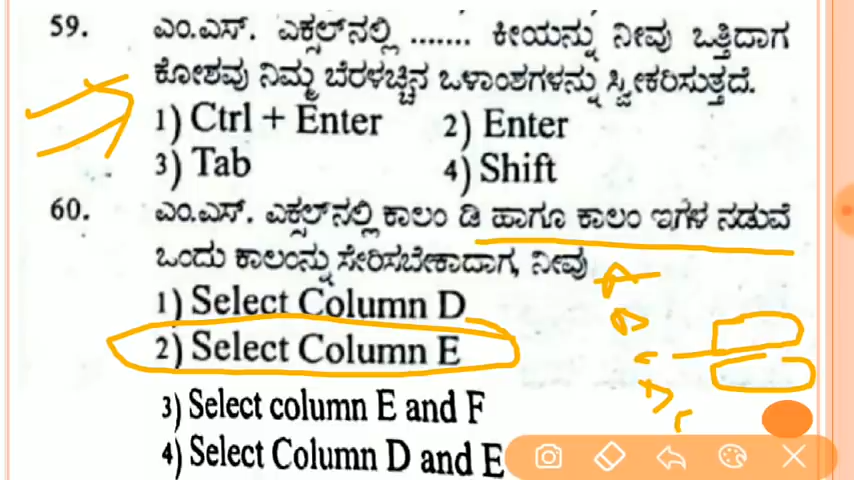 59. ಎಂ.ಎಸ್. ಎಕ್ಸಲ್‌ನಲ್ಲಿ ....... ಕೀಯನ್ನು ನೀವು ಒತ್ತಿದಾಗ
ಕೋಶವು ನಿಮ್ಮ ಬೆರಳಚ್ಚಿನ ಒಳಾಂಶಗಳನ್ನು ಸ್ವೀಕರಿಸುತ್ತದೆ.
1) Ctrl + Enter 2) Enter
3) Tab 4) Shift
60. ಎಂ.ಎಸ್. ಎಕ್ಸಲ್‌ನಲ್ಲಿ ಕಾಲಂ ಡಿ ಹಾಗೂ ಕಾಲಂ ಇಗಳ ನಡುವೆ
ಒಂದು ಕಾಲಂನ್ನು ಸೇರಿಸಬೇಕಾದಾಗ, ನೀವು
1) Select Column D
2) Select Column E
3) Select column E and F
4) Select Column D and E